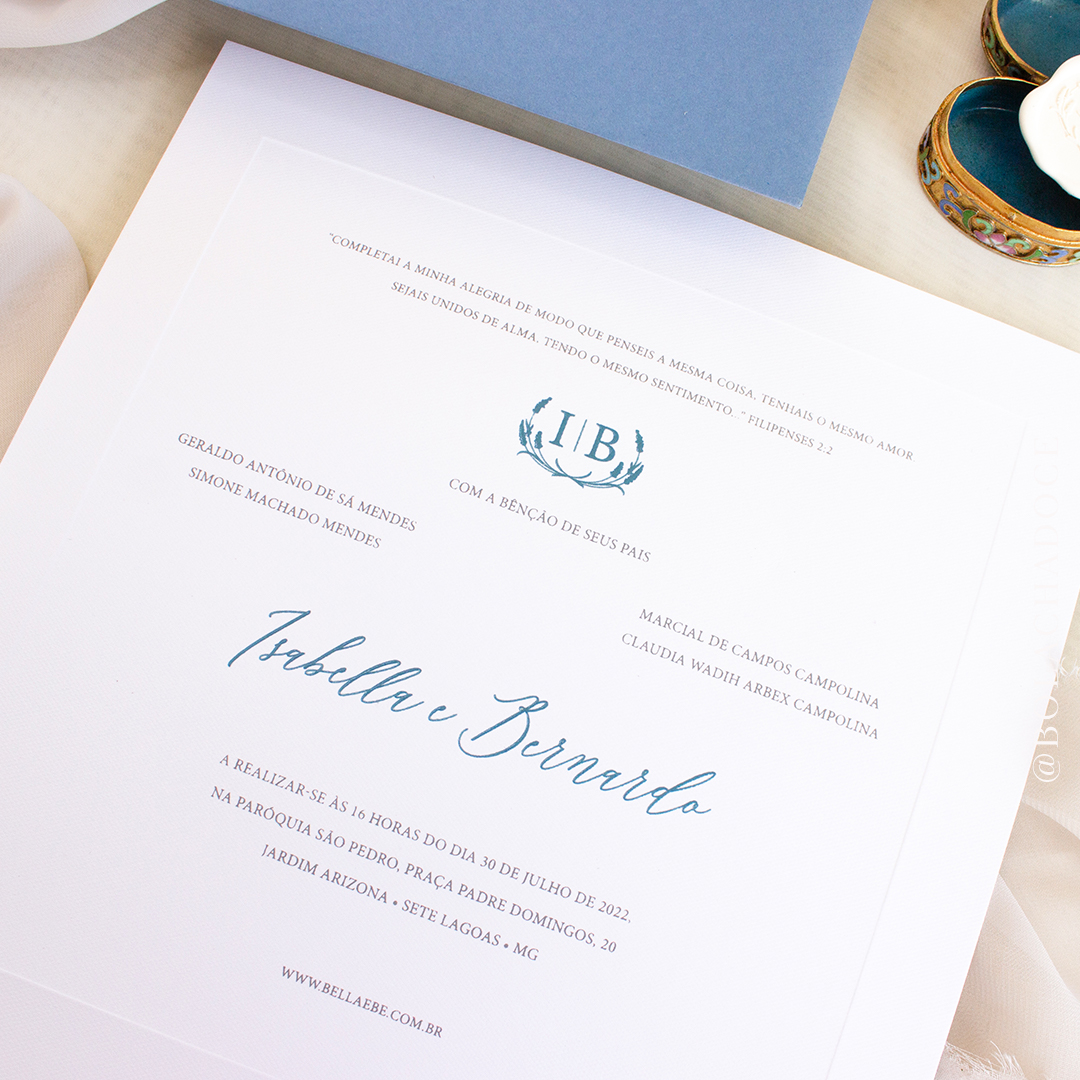 "COMPLETAI A MINHA ALEGRIA DE MODO QUE PENSEIS A MESMA COISA, TENHAIS O MESMO AMOR
SEJAIS UNIDOS DE ALMA, TENDO O MESMO SENTIMENTO..." FILIPENSES 2:2
I|B
COM A BÊNÇÃO DE SEUS PAIS
GERALDO ANTÔNIO DE SÁ MENDES
SIMONE MACHADO MENDES
MARCIAL DE CAMPOS CAMPOLINA
CLAUDIA WADIH ARBEX CAMPOLINA
Isabella e Bernardo
A REALIZAR-SE ÀS 16 HORAS DO DIA 30 DE JULHO DE 2022,
NA PARÓQUIA SÃO PEDRO, PRAÇA PADRE DOMINGOS, 20
JARDIM ARIZONA • SETE LAGOAS • MG
WWW.BELLAEBE.COM.BR